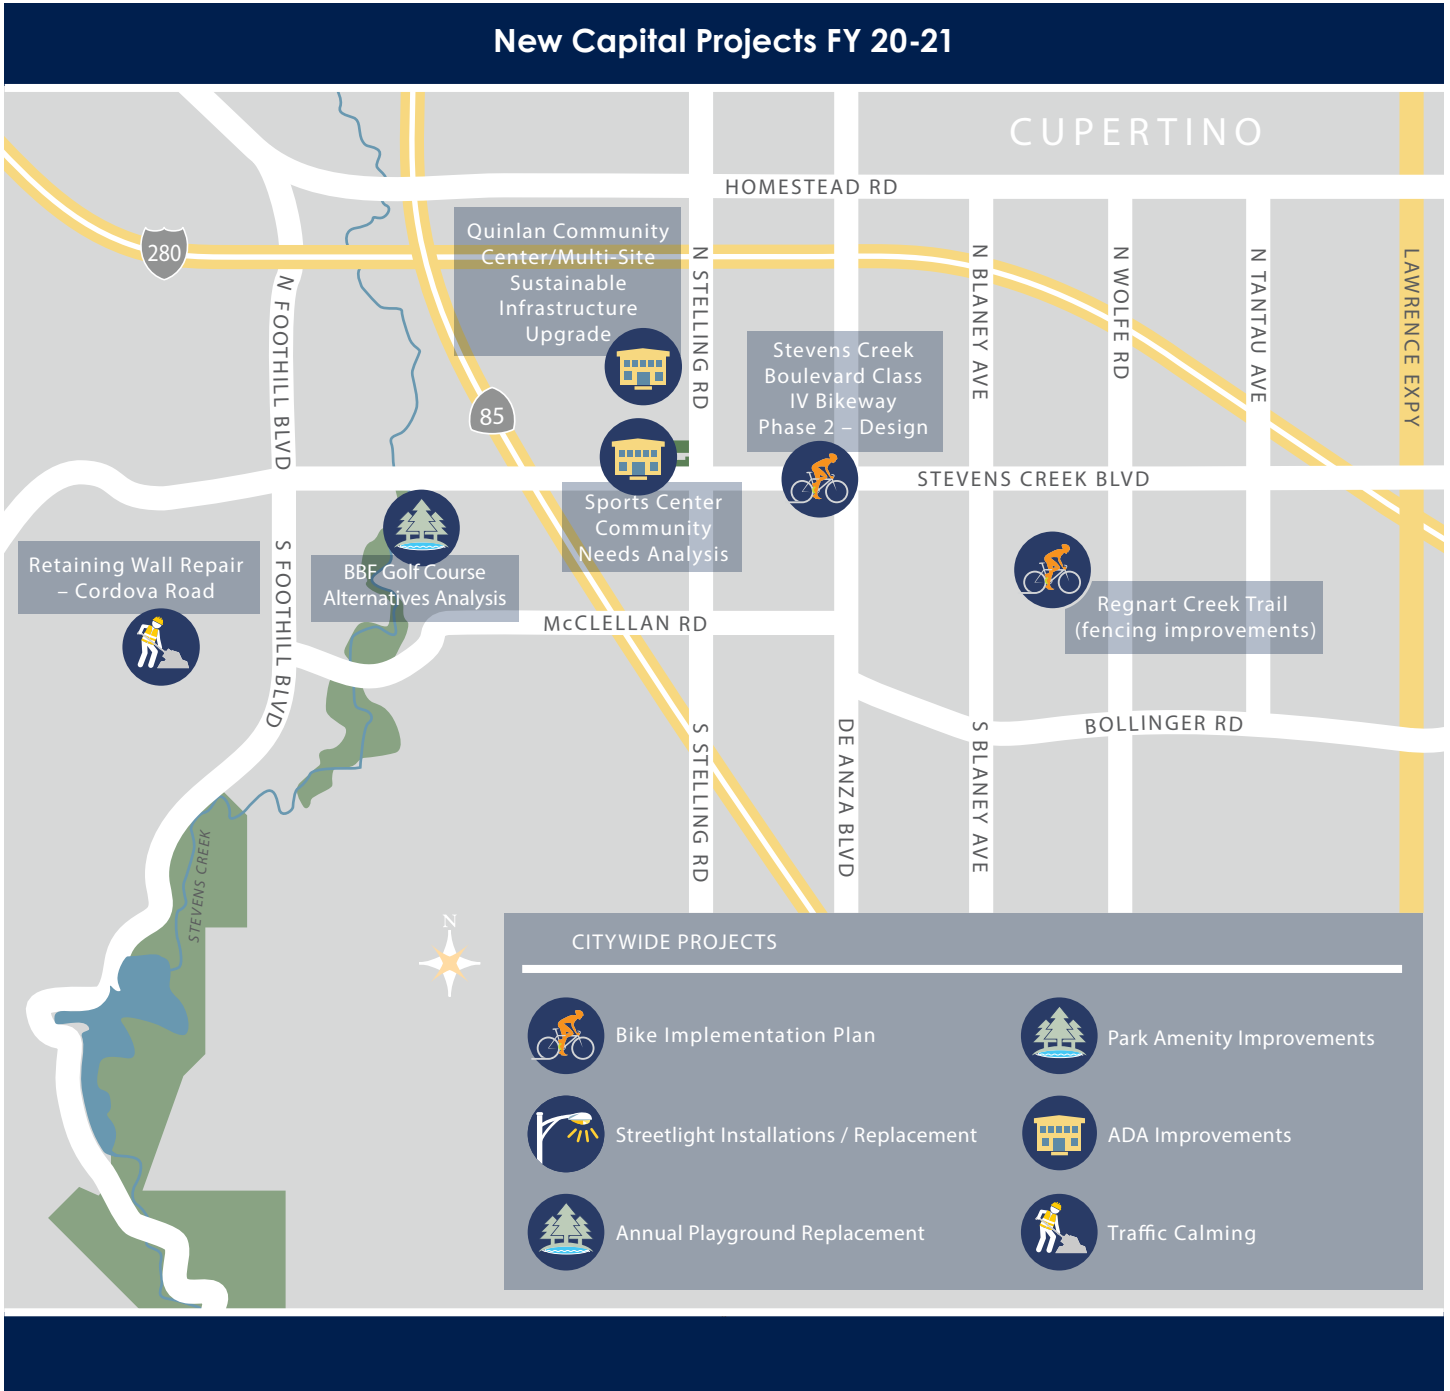 New Capital Projects FY 20-21
CUPERTINO
HOMESTEAD RD
280
N FOOTHILL BLVD
Quinlan Community
Center/Multi-Site
Sustainable
Infrastructure
Upgrade
N STELLING RD
N BLANEY AVE
N WOLFE RD
N TANTAU AVE
LAWRENCE EXPY
85
Stevens Creek
Boulevard Class
IV Bikeway
Phase 2 – Design
STEVENS CREEK BLVD
Sports Center
Community
Needs Analysis
Retaining Wall Repair
– Cordova Road
S FOOTHILL BLVD
BBF Golf Course
Alternatives Analysis
McCLELLAN RD
Regnart Creek Trail
(fencing improvements)
S STELLING RD
DE ANZA BLVD
S BLANEY AVE
BOLLINGER RD
STEVENS CREEK
N
CITYWIDE PROJECTS
Bike Implementation Plan
Park Amenity Improvements
Streetlight Installations / Replacement
ADA Improvements
Annual Playground Replacement
Traffic Calming